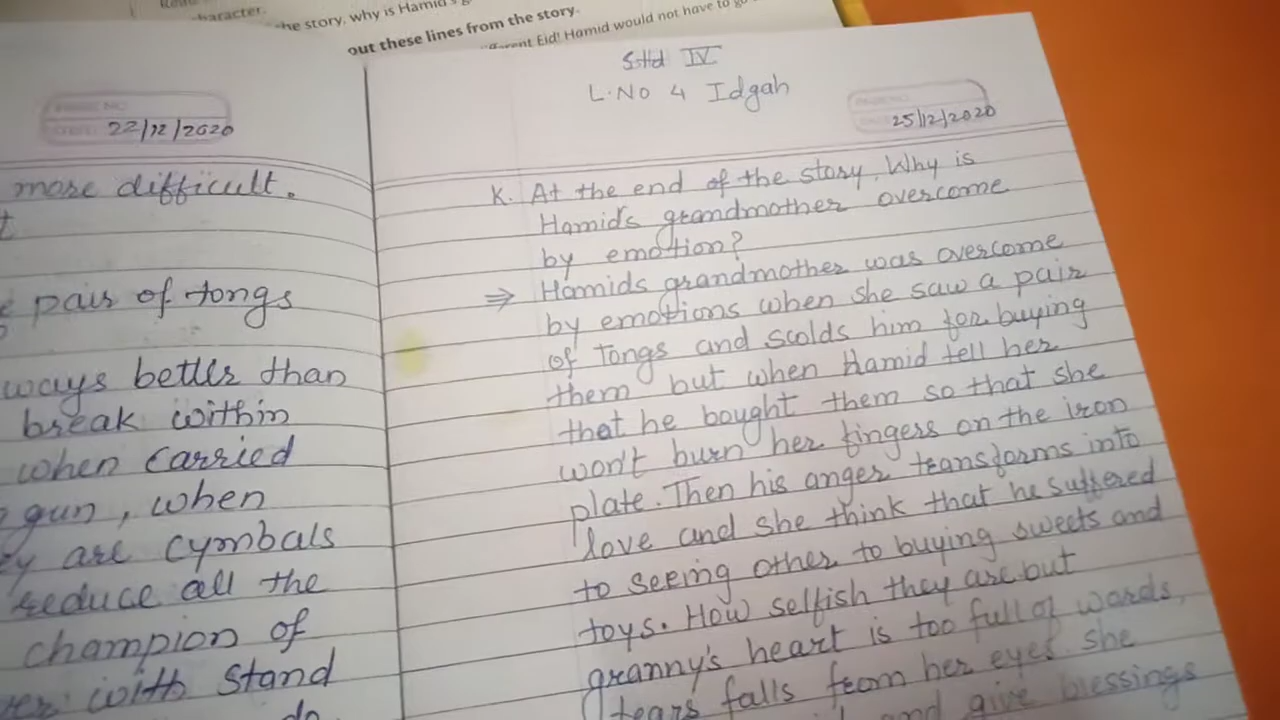 haracter.
he story, why is Hamid's g
out these lines from the story.
Eid! Hamid would not have to go
22/12/2020
more difficult.
pair of tongs
ways better than
break within
when carried
gun, when
ey are cymbals
reduce all the
champion of
with stand
do
Std IV
L.No 4 Idgah
25/12/2020
K. At the end of the story, Why is
Hamid's grandmother overcome
by emotion?
⇒ Hamids grandmother was overcome
by emotions when she saw a pair
of Tongs and scolds him for buying
them but when Hamid tell her
that he bought them so that she
won't burn her fingers on the iron
plate. Then his anger transforms into
love and she think that he suffered
to seeing other to buying sweets and
toys. How selfish they are but
granny's heart is too full of words,
tears falls from her eyes. she
and give blessings